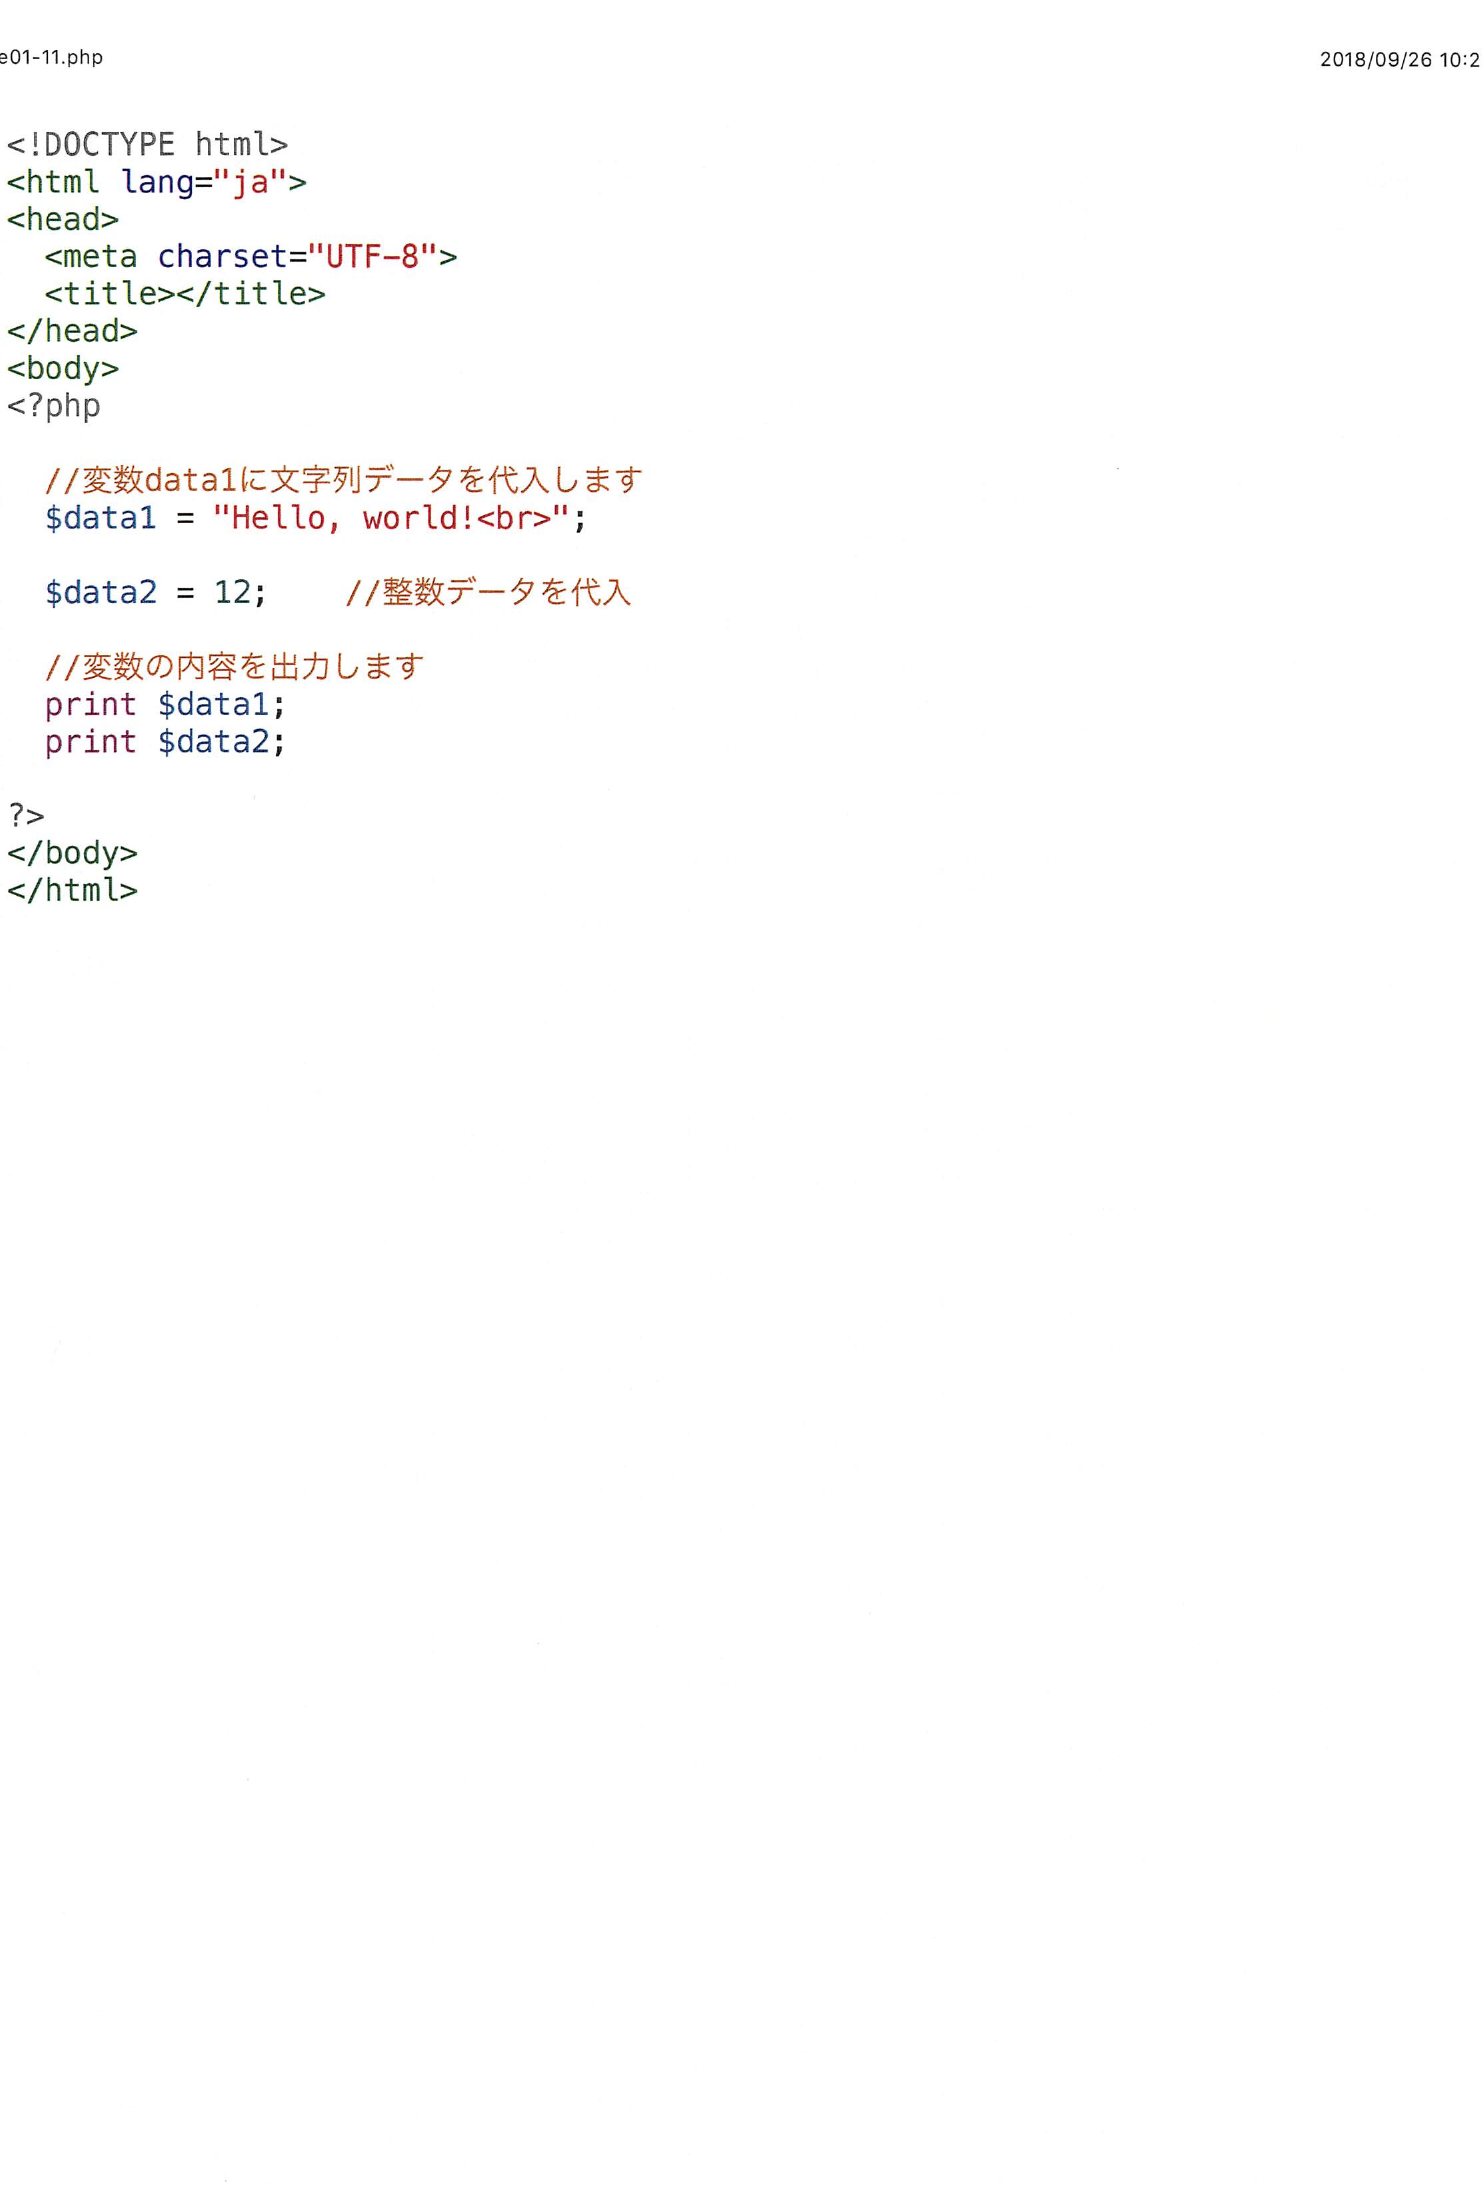 e01-11.php
2018/09/26 10:2
<!DOCTYPE html>
<html lang="ja">
<head>
  <meta charset="UTF-8">
  <title></title>
</head>
<body>
<?php

  //変数data1に文字列データを代入します
  $data1 = "Hello, world!<br>";

  $data2 = 12;    //整数データを代入

  //変数の内容を出力します
  print $data1;
  print $data2;

?>
</body>
</html>